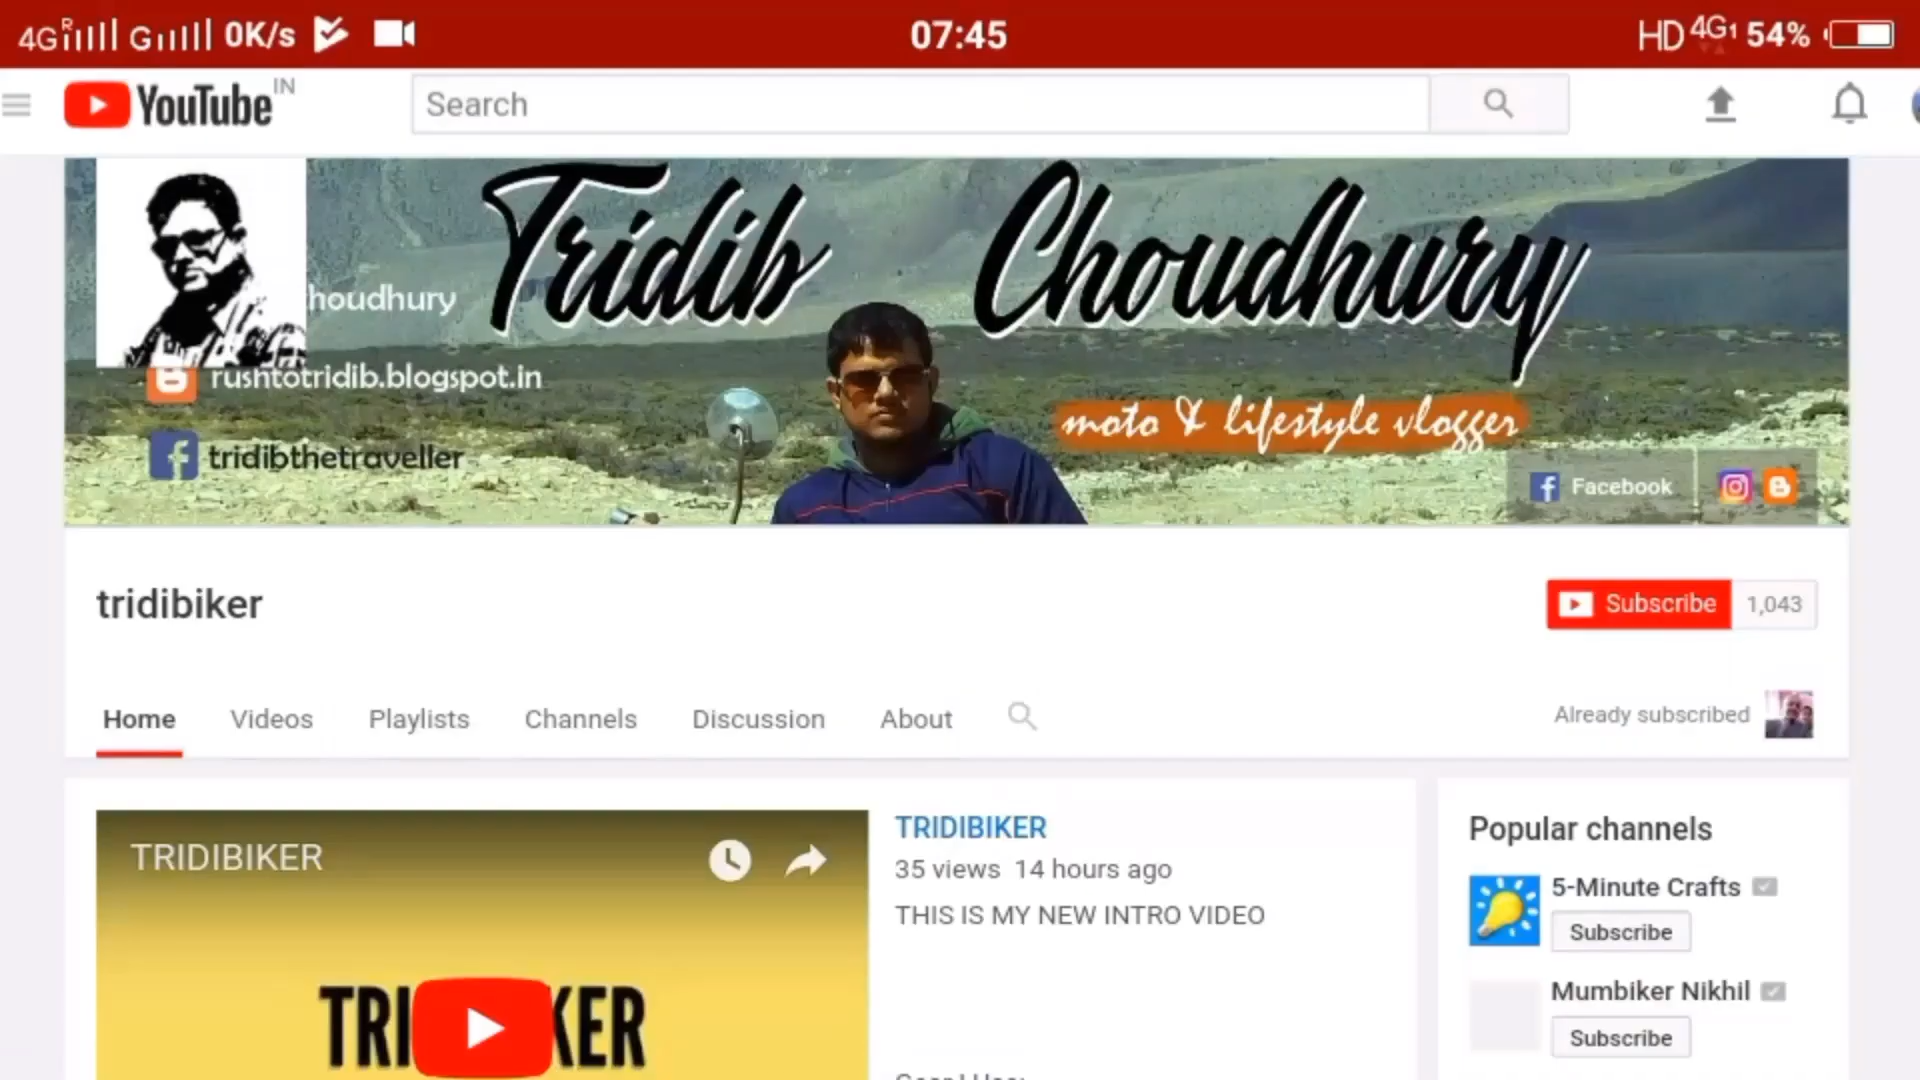 4G R G 0K/s 07:45 HD 4G1 54%
YouTube IN
Search
Tridib Choudhury
houdhury
rushtotridib.blogspot.in
moto & lifestyle vlogger
tridibthetraveller
Facebook
tridibiker
Subscribe 1,043
Home Videos Playlists Channels Discussion About
Already subscribed
TRIDIBIKER
TRIDIBIKER
35 views 14 hours ago
THIS IS MY NEW INTRO VIDEO
TRI KER
Popular channels
5-Minute Crafts
Subscribe
Mumbiker Nikhil
Subscribe